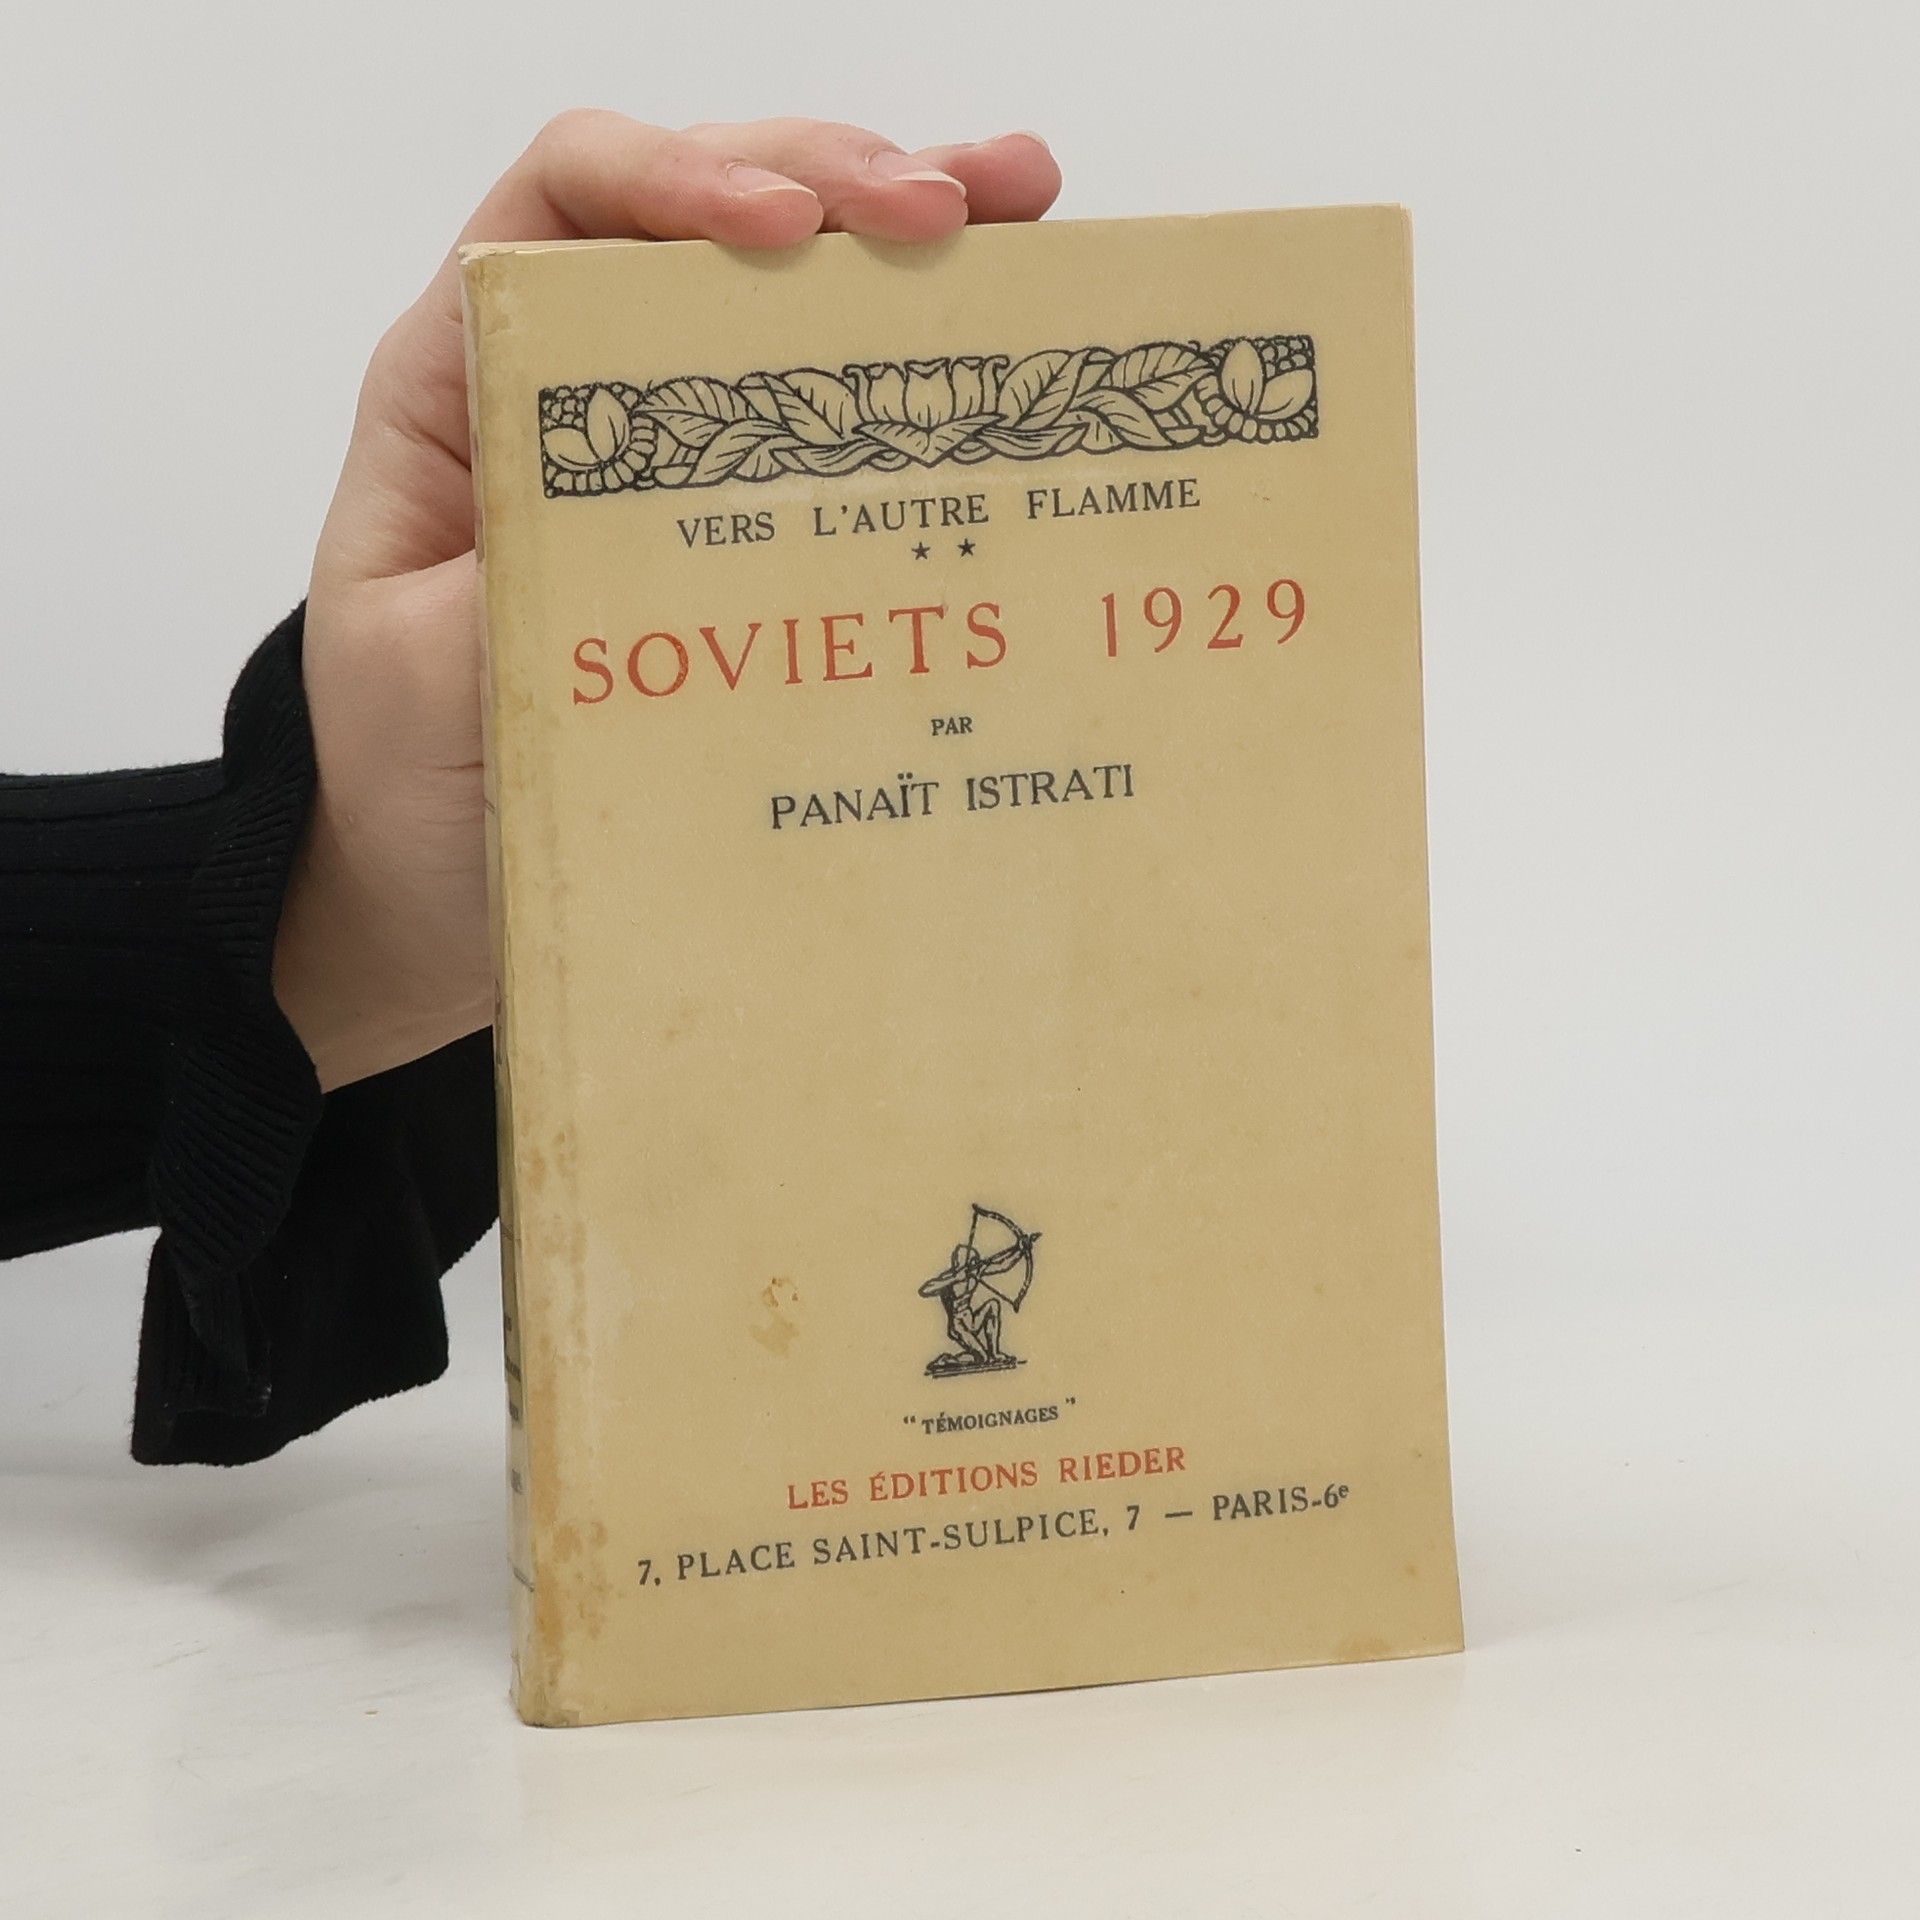 VERS L'AUTRE FLAMME
★ ★
SOVIETS 1929
PAR
PANAÏT ISTRATI
“TÉMOIGNAGES”
LES ÉDITIONS RIEDER
7, PLACE SAINT-SULPICE, 7 — PARIS-6e